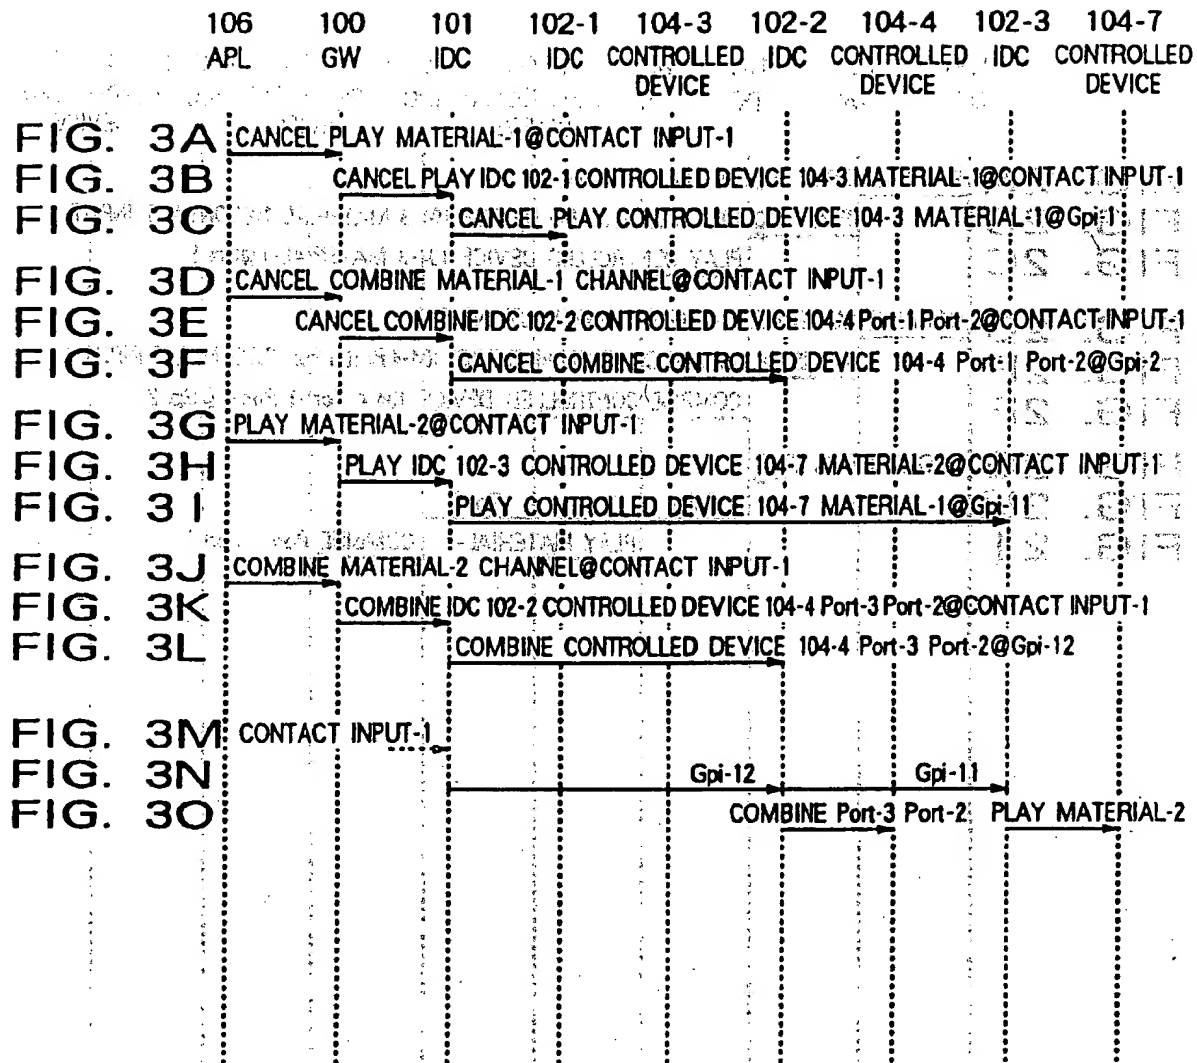 106 100 101 102-1 104-3 102-2 104-4 102-3 104-7
APL GW IDC IDC CONTROLLED IDC CONTROLLED IDC CONTROLLED
DEVICE DEVICE DEVICE
FIG. 3A CANCEL PLAY MATERIAL-1@CONTACT INPUT-1
FIG. 3B CANCEL PLAY IDC 102-1 CONTROLLED DEVICE 104-3 MATERIAL-1@CONTACT INPUT-1
FIG. 3C CANCEL PLAY CONTROLLED DEVICE 104-3 MATERIAL-1@Gpi-1
FIG. 3D CANCEL COMBINE MATERIAL-1 CHANNEL@CONTACT INPUT-1
FIG. 3E CANCEL COMBINE IDC 102-2 CONTROLLED DEVICE 104-4 Port-1 Port-2@CONTACT INPUT-1
FIG. 3F CANCEL COMBINE CONTROLLED DEVICE 104-4 Port-1 Port-2@Gpi-2
FIG. 3G PLAY MATERIAL-2@CONTACT INPUT-1
FIG. 3H PLAY IDC 102-3 CONTROLLED DEVICE 104-7 MATERIAL-2@CONTACT INPUT-1
FIG. 3I PLAY CONTROLLED DEVICE 104-7 MATERIAL-1@Gpi-11
FIG. 3J COMBINE MATERIAL-2 CHANNEL@CONTACT INPUT-1
FIG. 3K COMBINE IDC 102-2 CONTROLLED DEVICE 104-4 Port-3 Port-2@CONTACT INPUT-1
FIG. 3L COMBINE CONTROLLED DEVICE 104-4 Port-3 Port-2@Gpi-12
FIG. 3M CONTACT INPUT-1
FIG. 3N Gpi-12 Gpi-11
FIG. 3O COMBINE Port-3 Port-2 PLAY MATERIAL-2